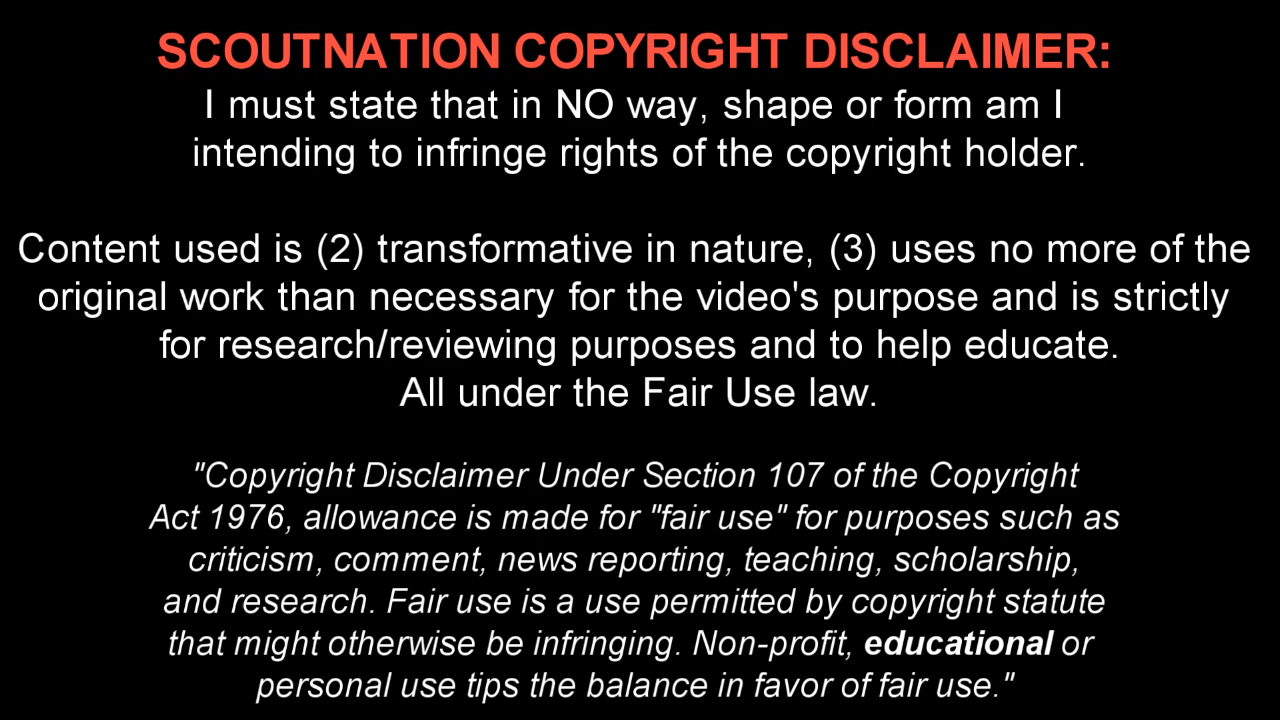 SCOUTNATION COPYRIGHT DISCLAIMER:
I must state that in NO way, shape or form am I
intending to infringe rights of the copyright holder.
Content used is (2) transformative in nature, (3) uses no more of the
original work than necessary for the video's purpose and is strictly
for research/reviewing purposes and to help educate.
All under the Fair Use law.
"Copyright Disclaimer Under Section 107 of the Copyright
Act 1976, allowance is made for "fair use" for purposes such as
criticism, comment, news reporting, teaching, scholarship,
and research. Fair use is a use permitted by copyright statute
that might otherwise be infringing. Non-profit, educational or
personal use tips the balance in favor of fair use."